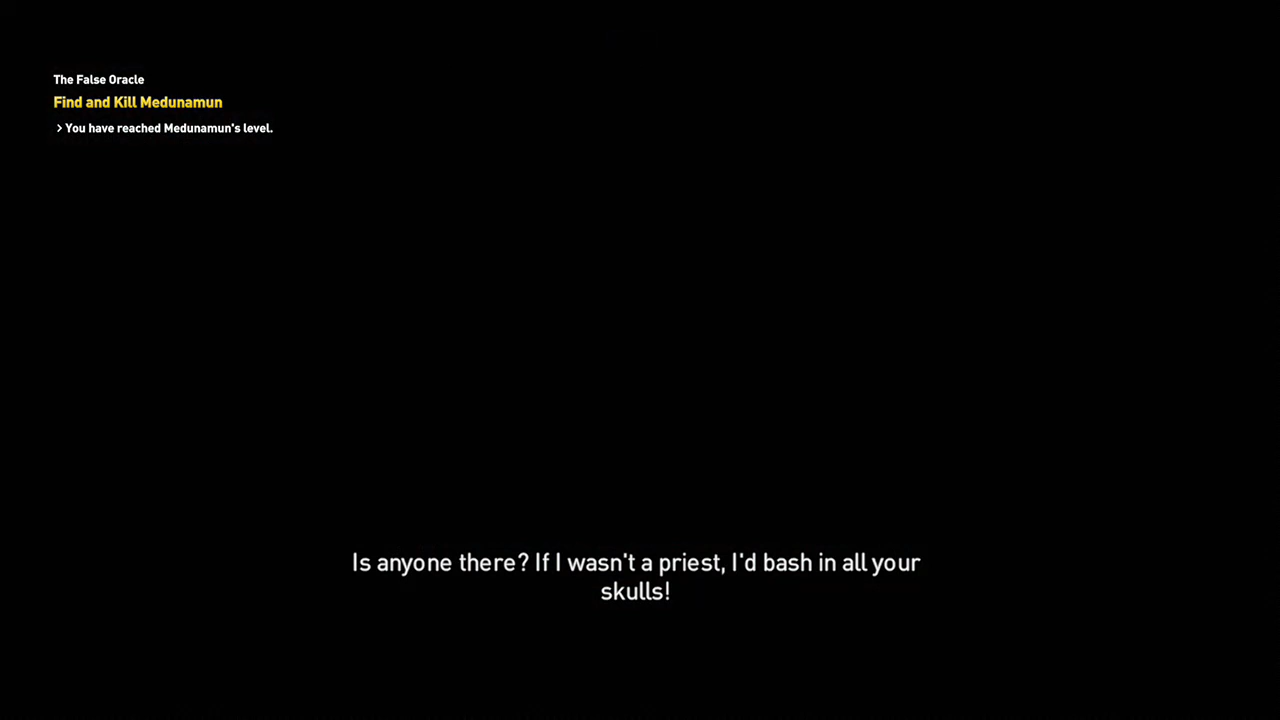 The False Oracle
Find and Kill Medunamun
> You have reached Medunamun's level.
Is anyone there? If I wasn't a priest, I'd bash in all your
skulls!